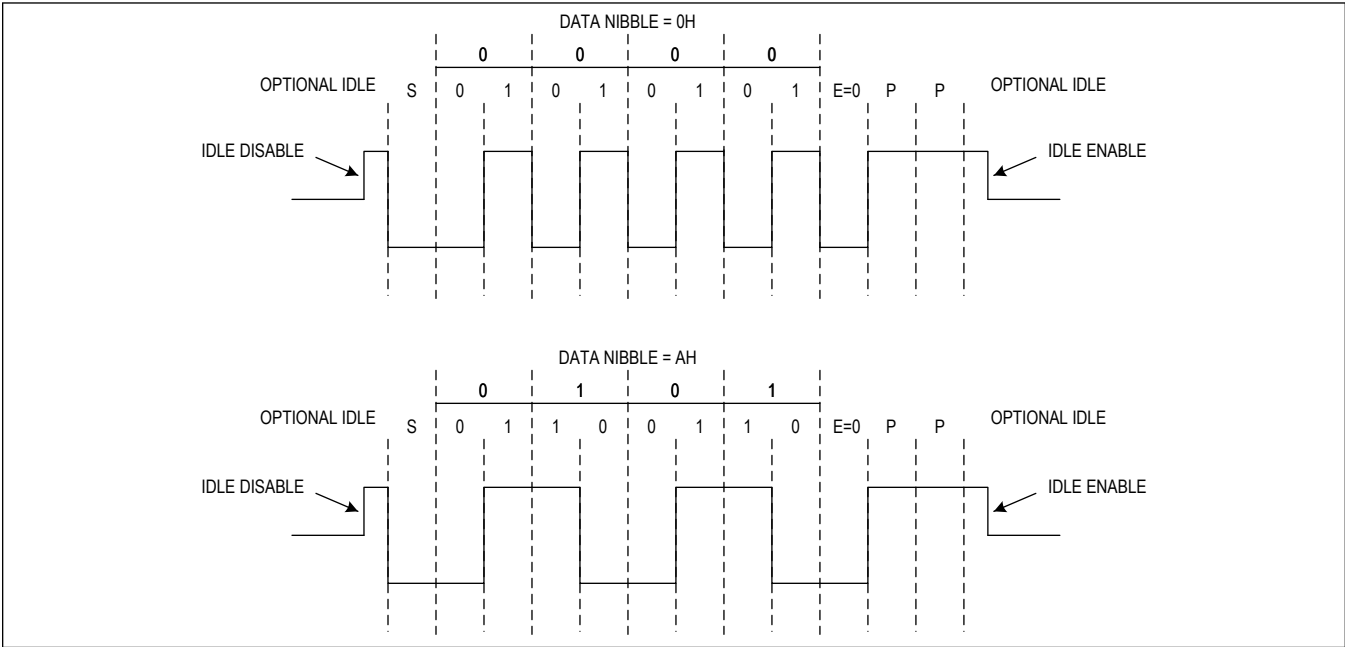 DATA NIBBLE = 0H
0 0 0 0
OPTIONAL IDLE S 0 1 0 1 0 1 0 1 E=0 P P OPTIONAL IDLE
IDLE DISABLE IDLE ENABLE
DATA NIBBLE = AH
0 1 0 1
OPTIONAL IDLE S 0 1 1 0 0 1 1 0 E=0 P P OPTIONAL IDLE
IDLE DISABLE IDLE ENABLE